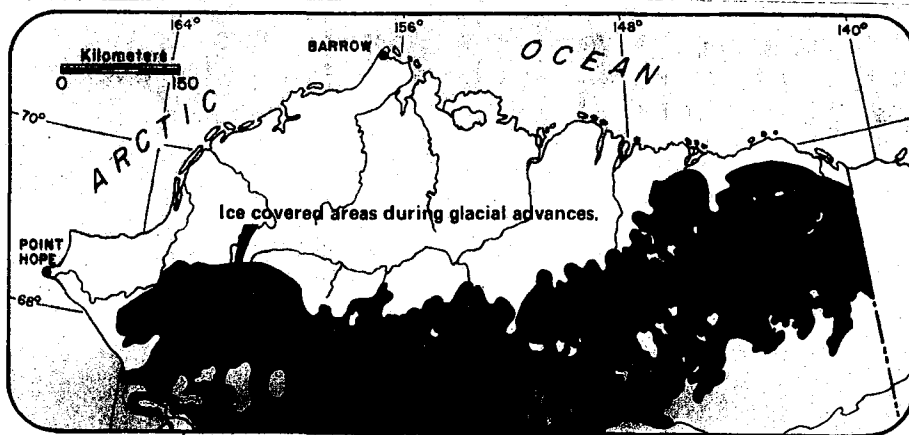 164° 156° 148° 140°
BARROW
OCEAN
Kilometers
0 150
70°
ARCTIC
Ice covered areas during glacial advances.
POINT
HOPE
68°